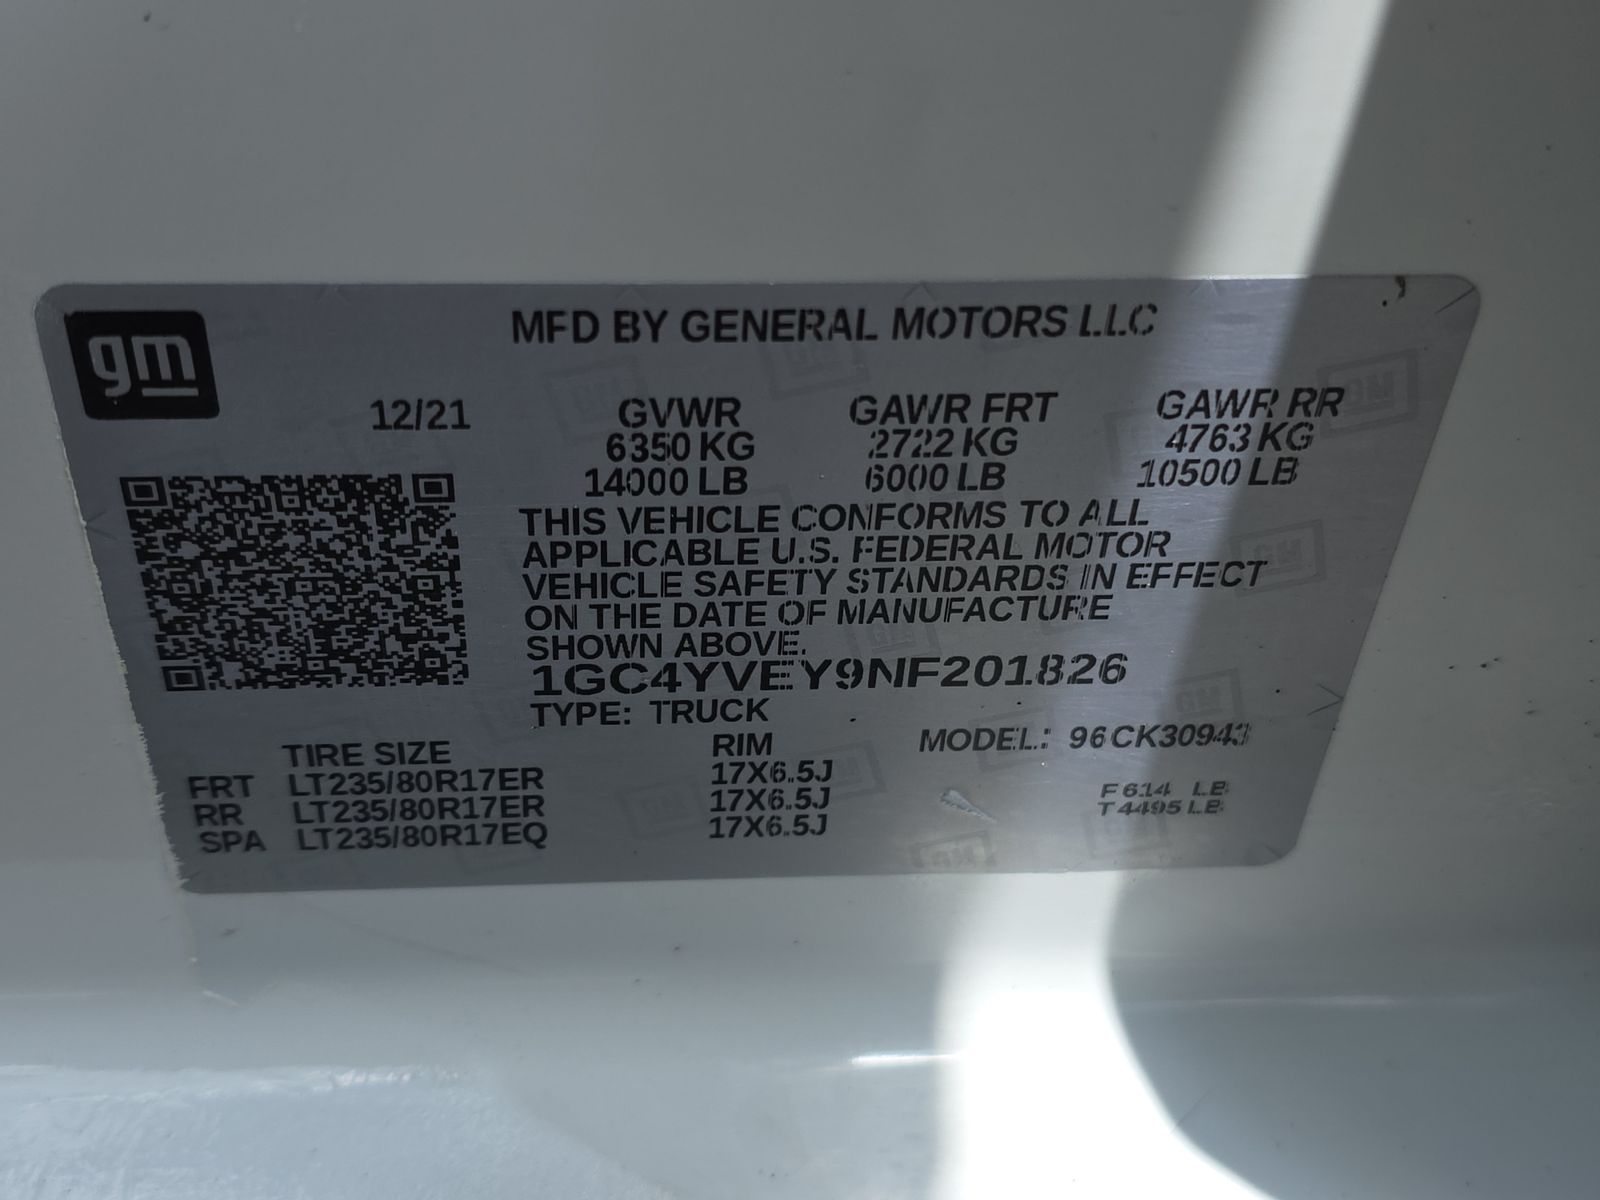 gm
MFD BY GENERAL MOTORS LLC
12/21 GVWR GAWR FRT GAWR RR
6350 KG 2722 KG 4763 KG
14000 LB 6000 LB 10500 LB
THIS VEHICLE CONFORMS TO ALL
APPLICABLE U.S. FEDERAL MOTOR
VEHICLE SAFETY STANDARDS IN EFFECT
ON THE DATE OF MANUFACTURE
SHOWN ABOVE.
1GC4YVEY9NF201826
TYPE: TRUCK
TIRE SIZE RIM MODEL: 96CK30943
FRT LT235/80R17ER 17X6.5J
RR LT235/80R17ER 17X6.5J
SPA LT235/80R17EQ 17X6.5J
F 614 LB
T 4495 LB